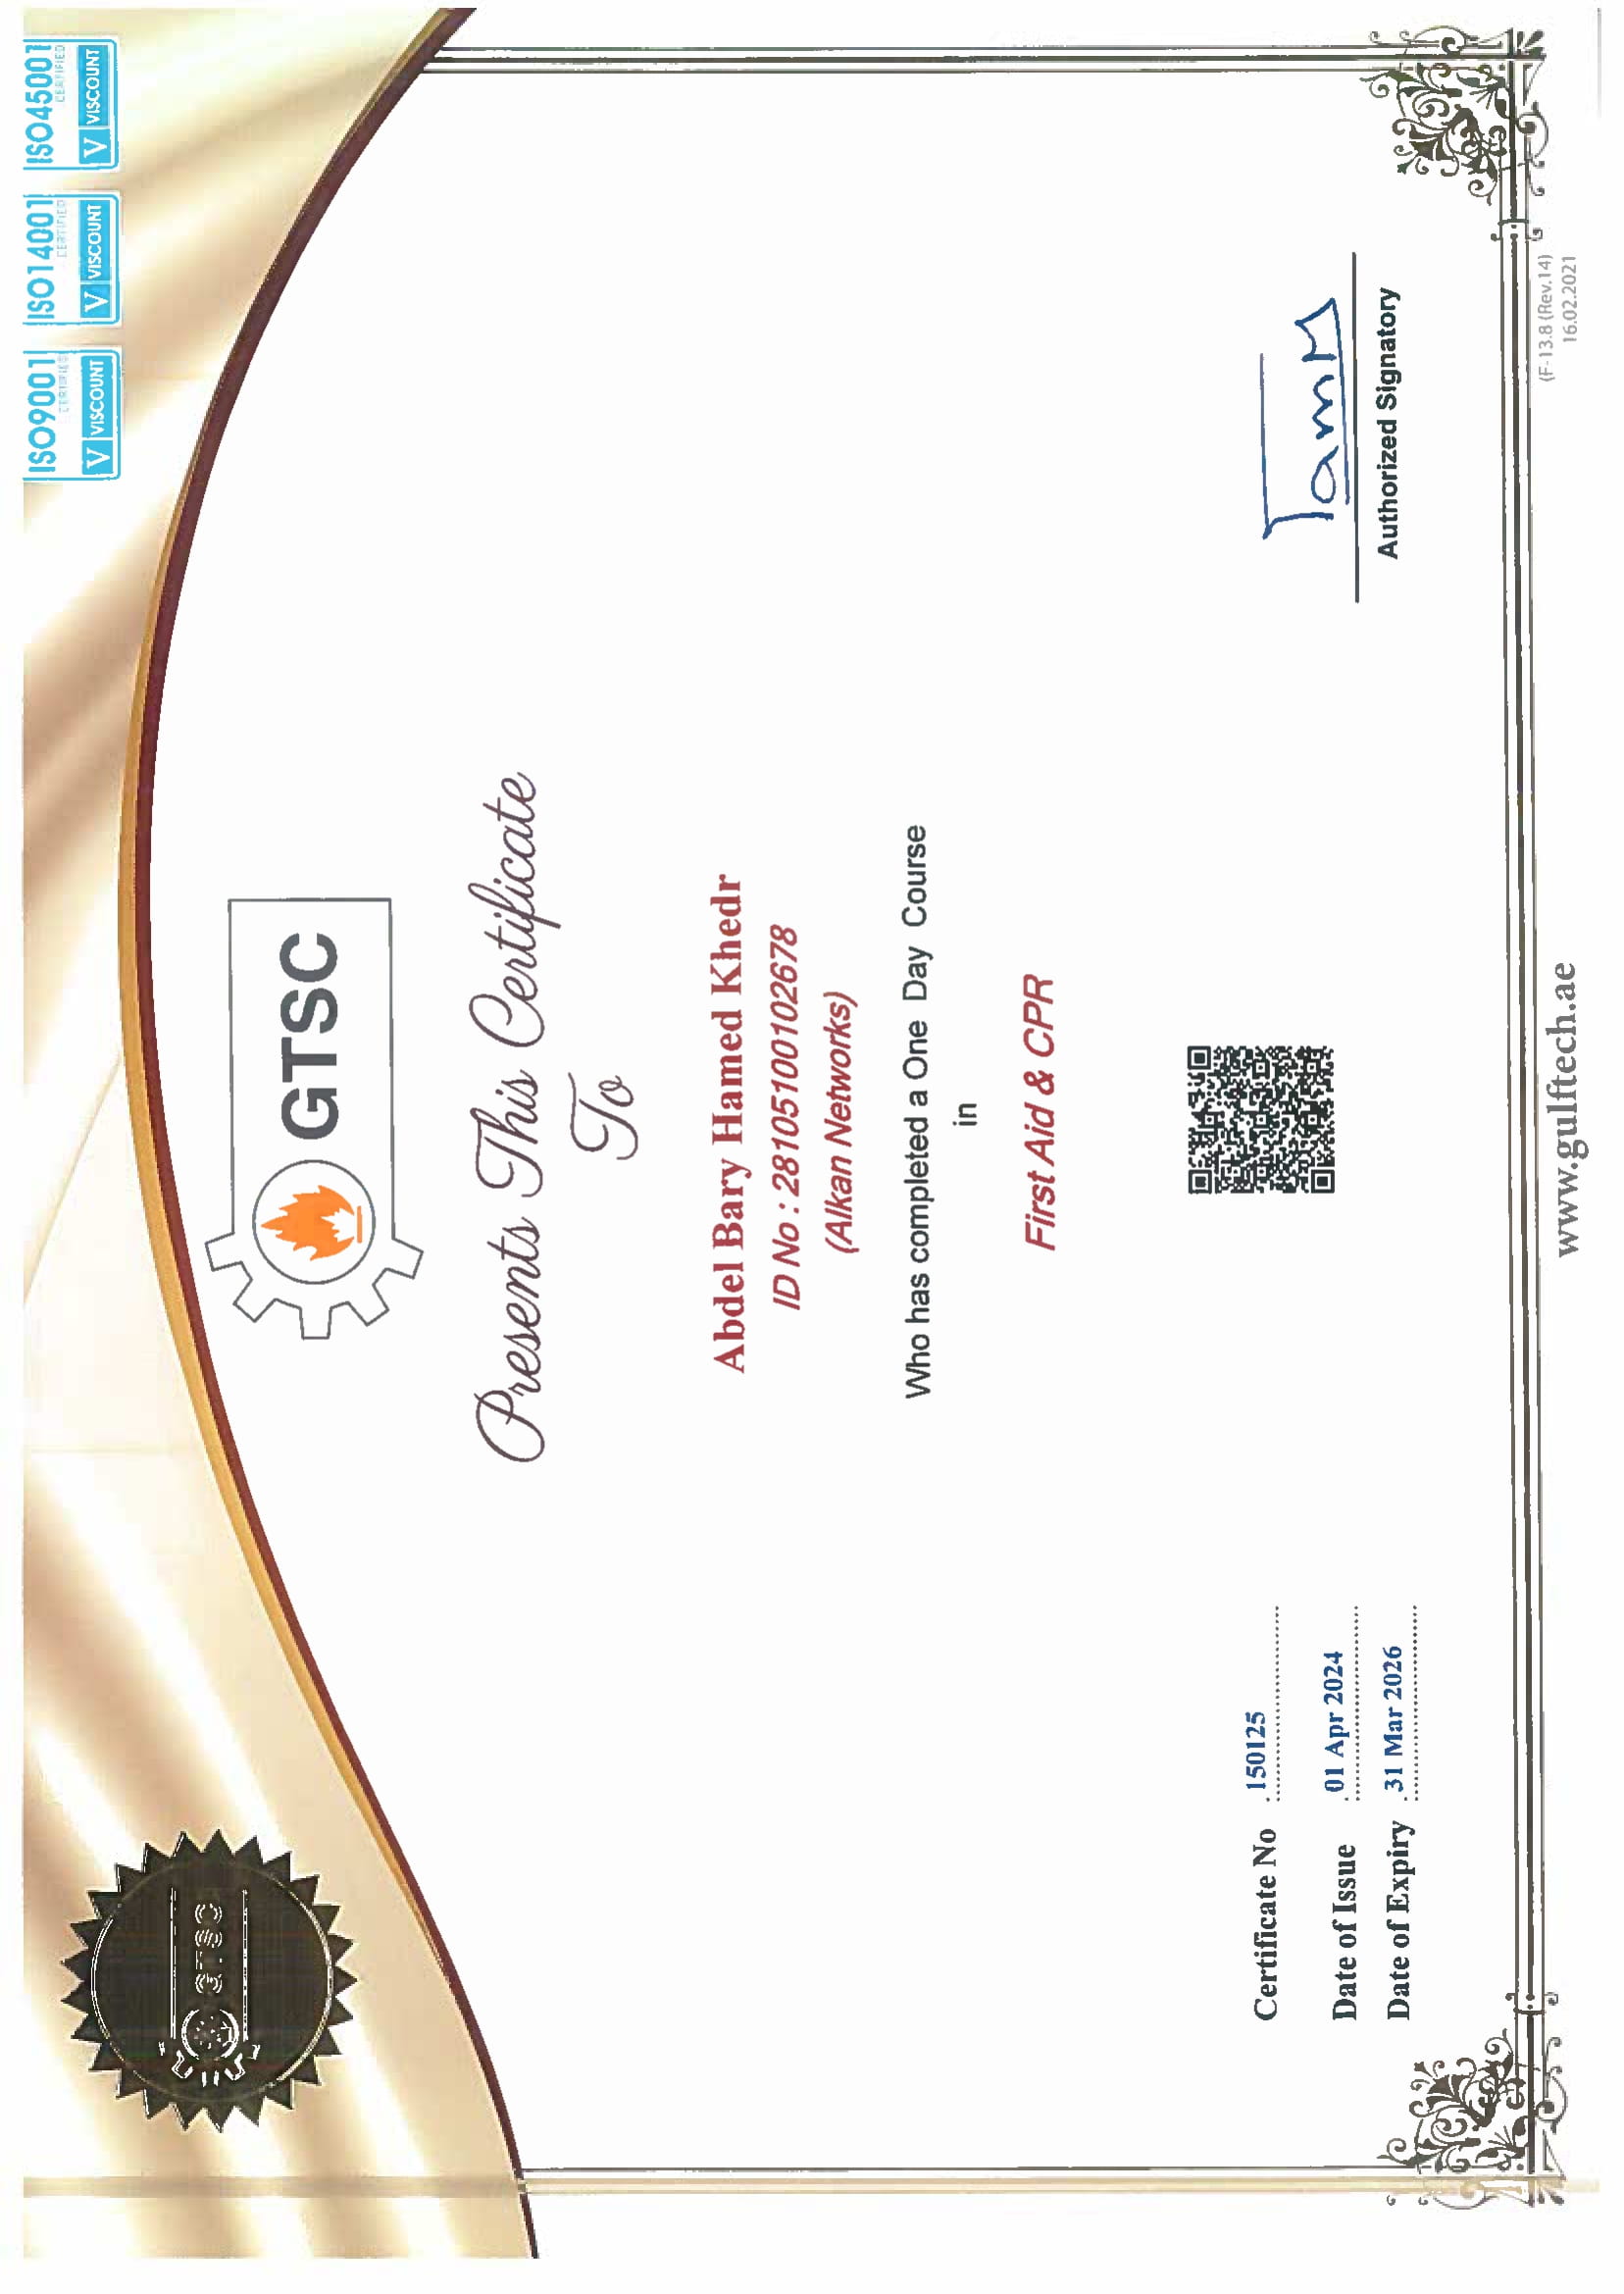 ISO9001 ISO14001 ISO45001
CERTIFIED CERTIFIED CERTIFIED
V VISCOUNT V VISCOUNT V VISCOUNT
GTSC
GTSC
Presents This Certificate
To
Abdel Bary Hamed Khedr
ID No : 28105100102678
(Alkan Networks)
Who has completed a One Day Course
in
First Aid & CPR
Certificate No 150125
Date of Issue 01 Apr 2024
Date of Expiry 31 Mar 2026
TamM
Authorized Signatory
www.gulftech.ae
(F-13.8 (Rev.14)
16.02.2021